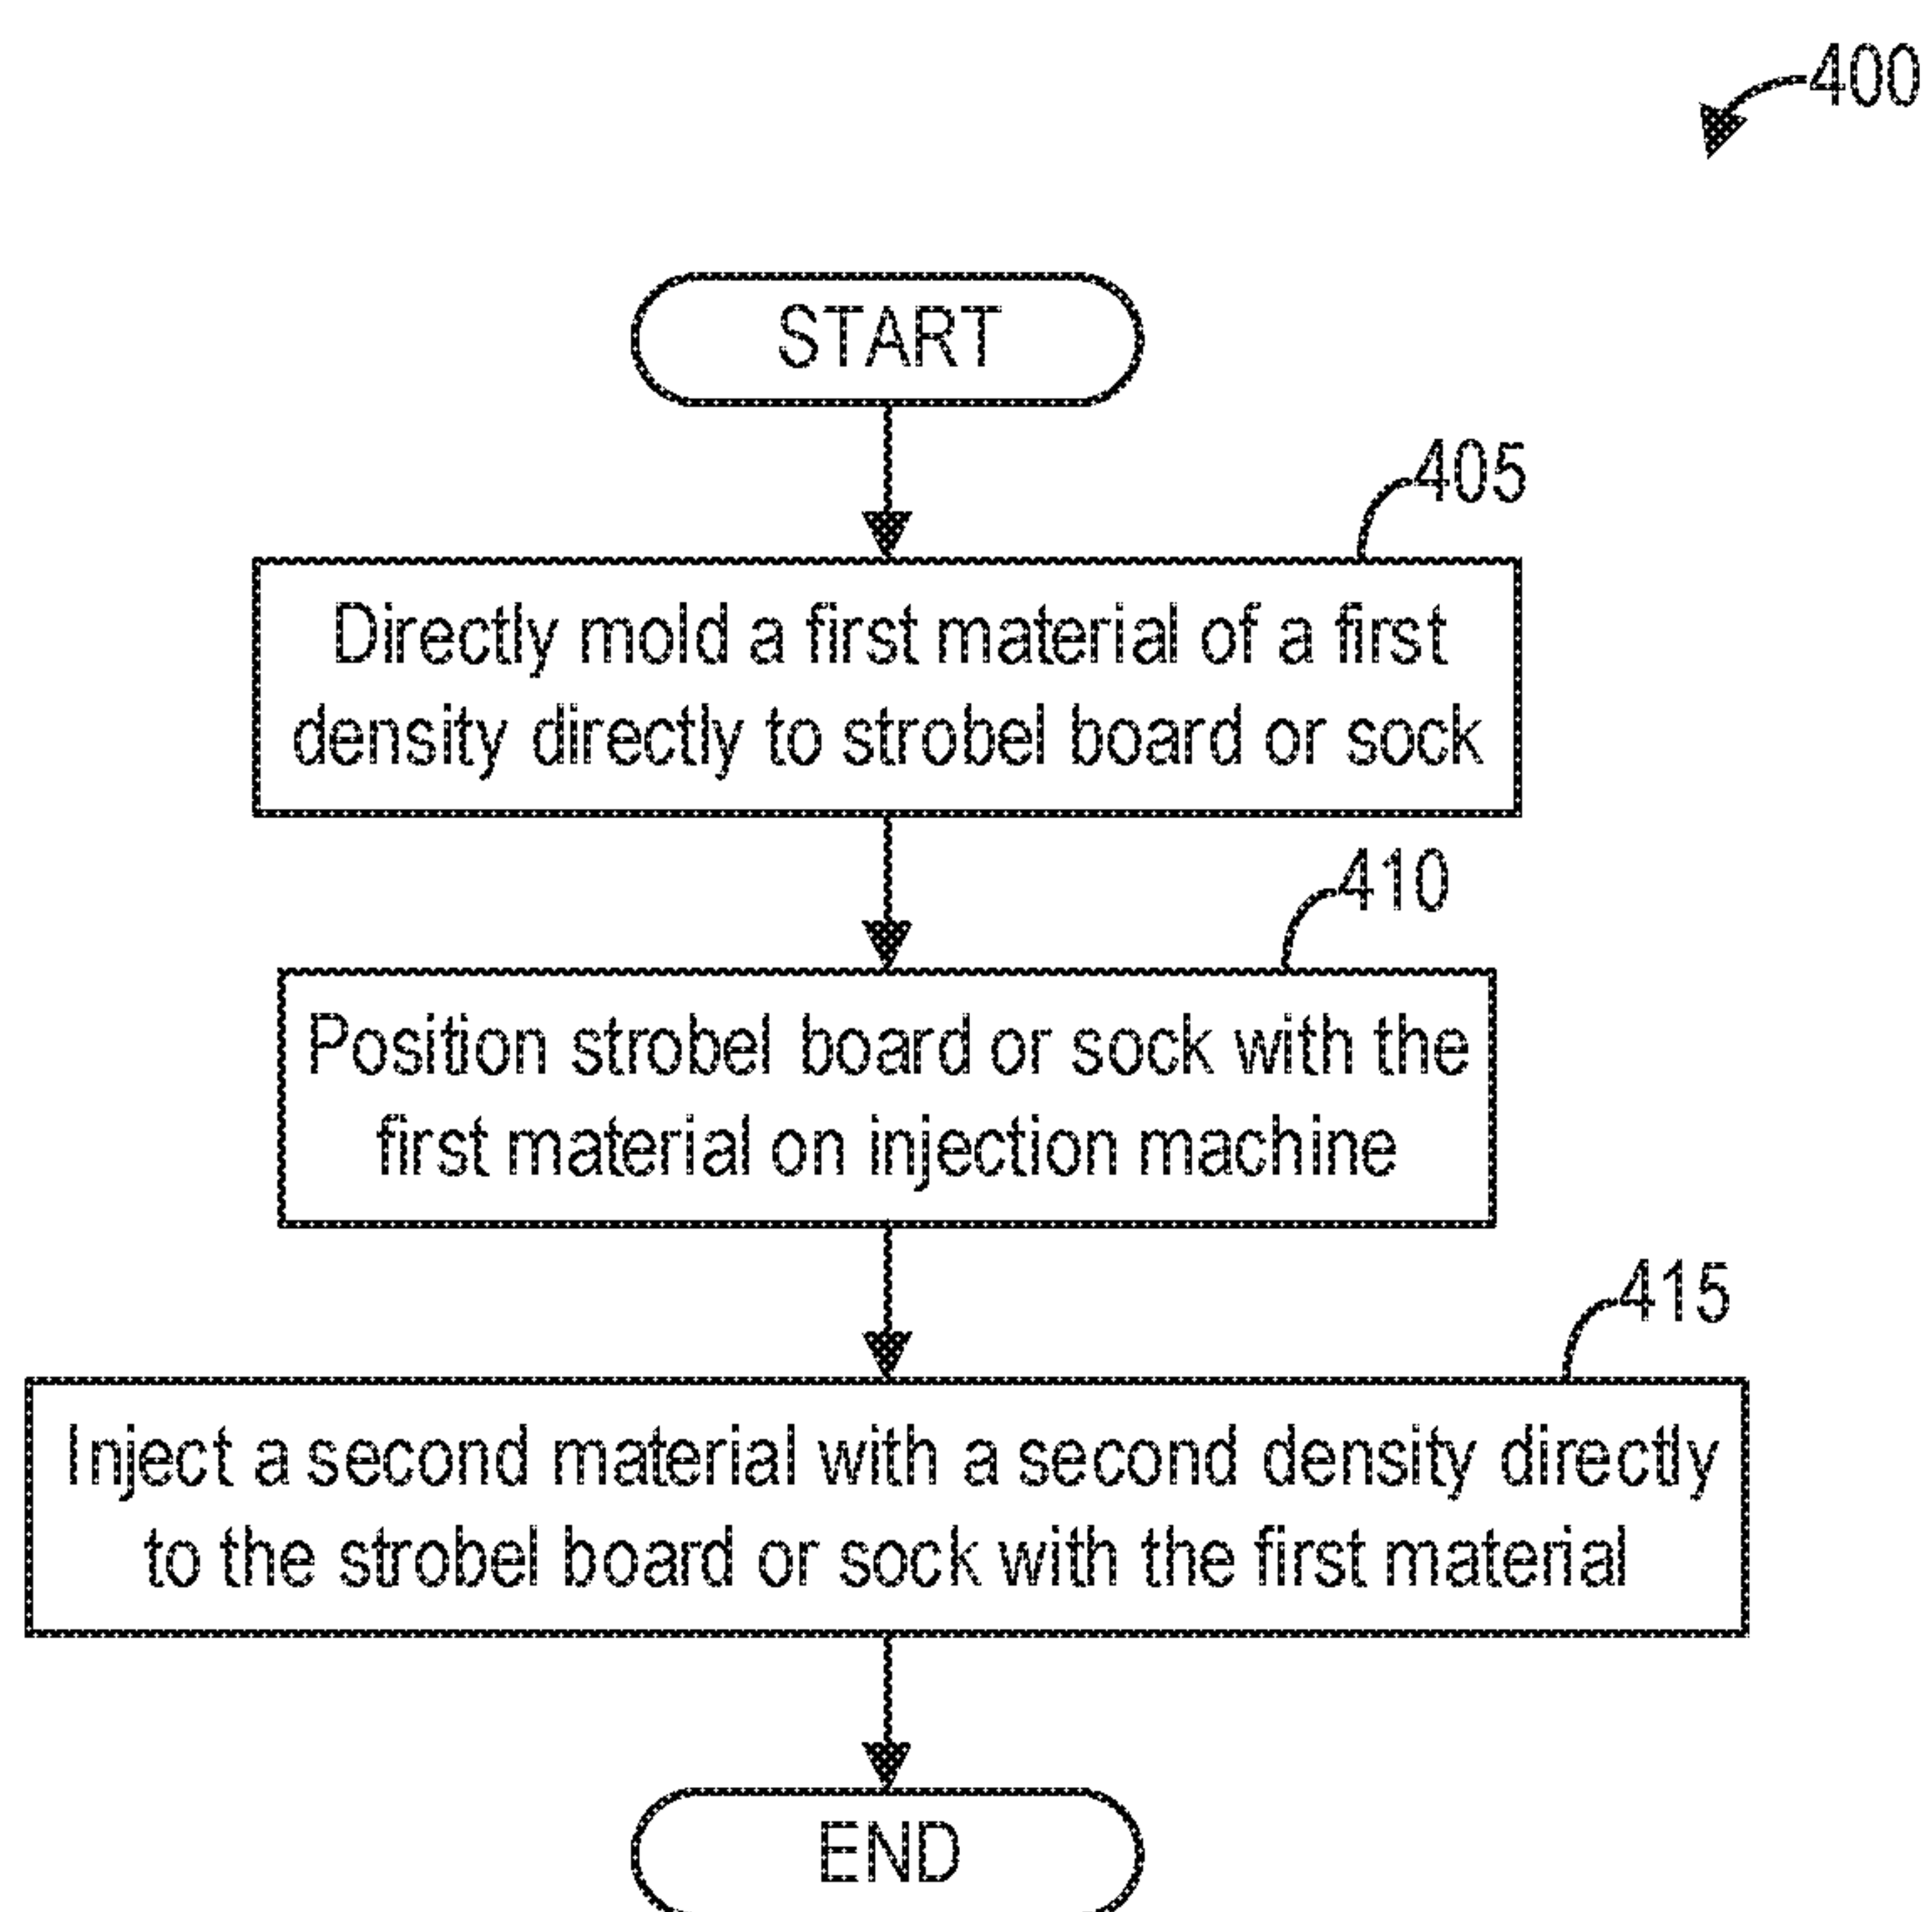 400
START
405
Directly mold a first material of a first
density directly to strobel board or sock
410
Position strobel board or sock with the
first material on injection machine
415
Inject a second material with a second density directly
to the strobel board or sock with the first material
END